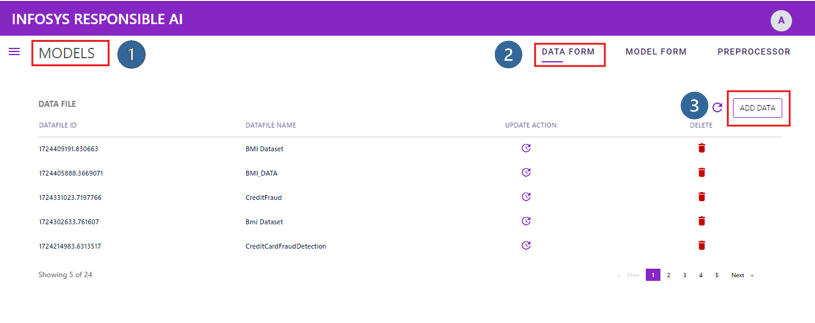 INFOSYS RESPONSIBLE AI A
MODELS 1 2 DATA FORM MODEL FORM PREPROCESSOR
DATA FILE 3 ADD DATA
DATAFILE ID DATAFILE NAME UPDATE ACTION DELETE
1724409191.830663 BMI Dataset
1724405888.3669071 BMI_DATA
1724331023.7197766 CreditFraud
1724302633.761607 Bmi Dataset
1724214983.6313517 CreditCardFraudDetection
Showing 5 of 24 « Prev 1 2 3 4 5 Next »